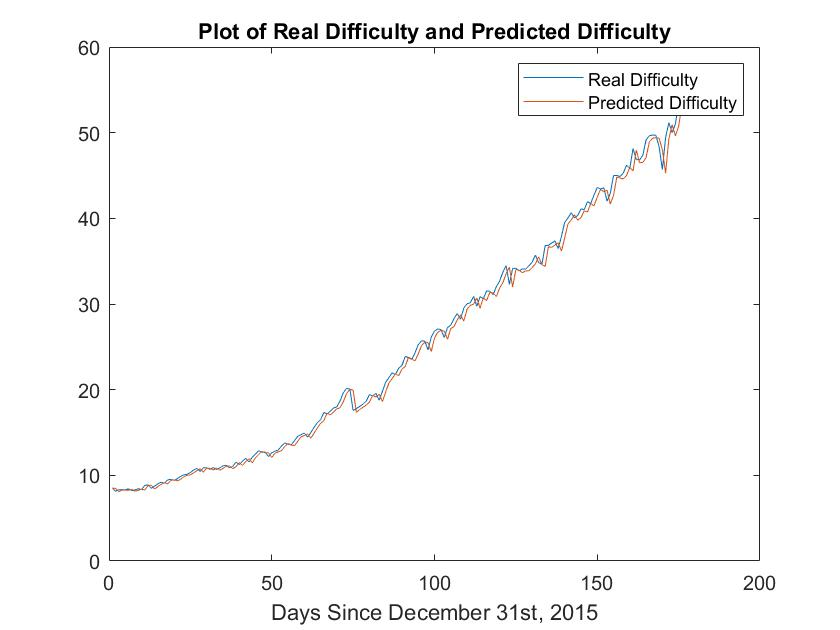 Plot of Real Difficulty and Predicted Difficulty
60
Real Difficulty
Predicted Difficulty
50
40
30
20
10
0
0 50 100 150 200
Days Since December 31st, 2015